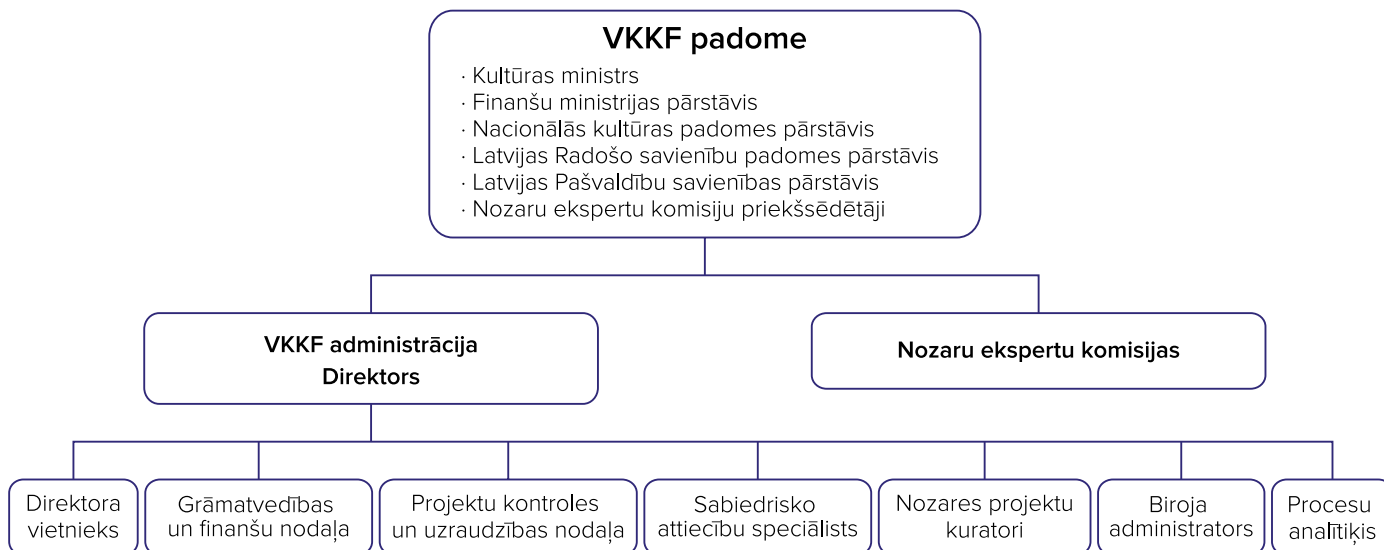 VKKF padome
· Kultūras ministrs
· Finanšu ministrijas pārstāvis
· Nacionālās kultūras padomes pārstāvis
· Latvijas Radošo savienību padomes pārstāvis
· Latvijas Pašvaldību savienības pārstāvis
· Nozaru ekspertu komisiju priekšsēdētāji
VKKF administrācija
Direktors
Nozaru ekspertu komisijas
Direktora
vietnieks
Grāmatvedības
un finanšu nodaļa
Projektu kontroles
un uzraudzības nodaļa
Sabiedrisko
attiecību speciālists
Nozares projektu
kuratori
Biroja
administrators
Procesu
analītiķis